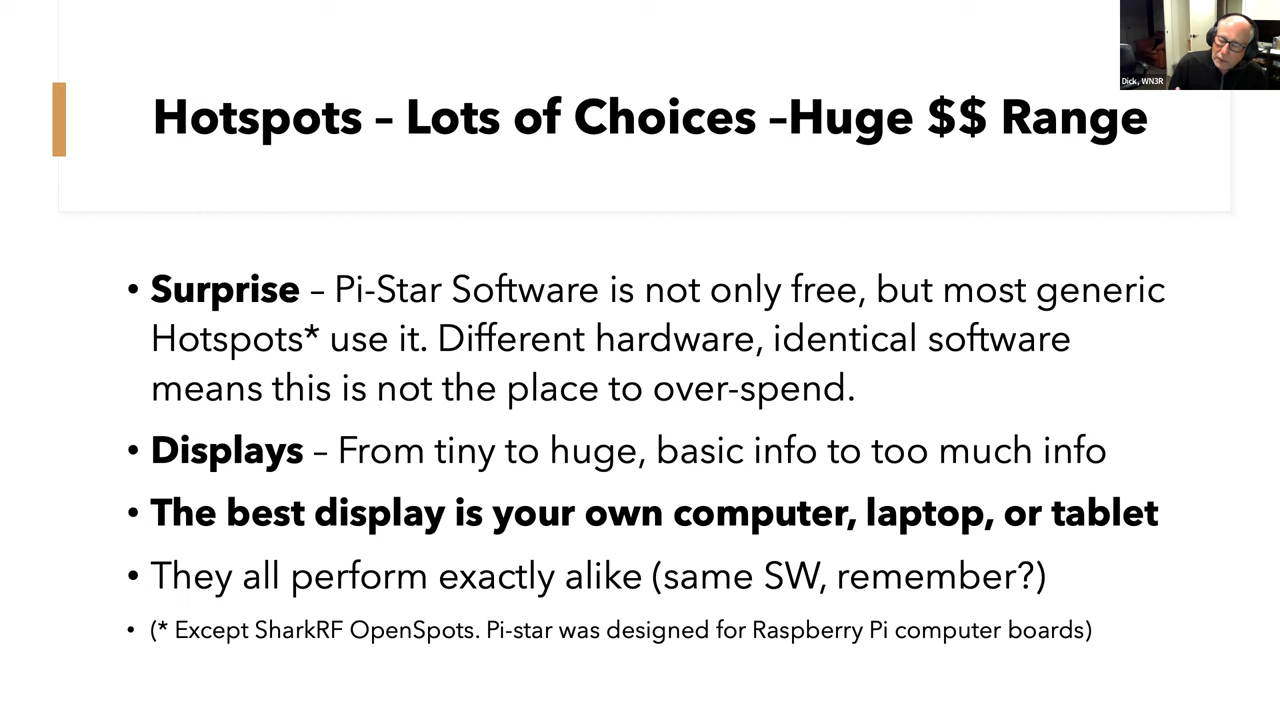 Dick, WN3R
Hotspots – Lots of Choices –Huge $$ Range
• Surprise – Pi-Star Software is not only free, but most generic
Hotspots* use it. Different hardware, identical software
means this is not the place to over-spend.
• Displays – From tiny to huge, basic info to too much info
• The best display is your own computer, laptop, or tablet
• They all perform exactly alike (same SW, remember?)
• (* Except SharkRF OpenSpots. Pi-star was designed for Raspberry Pi computer boards)